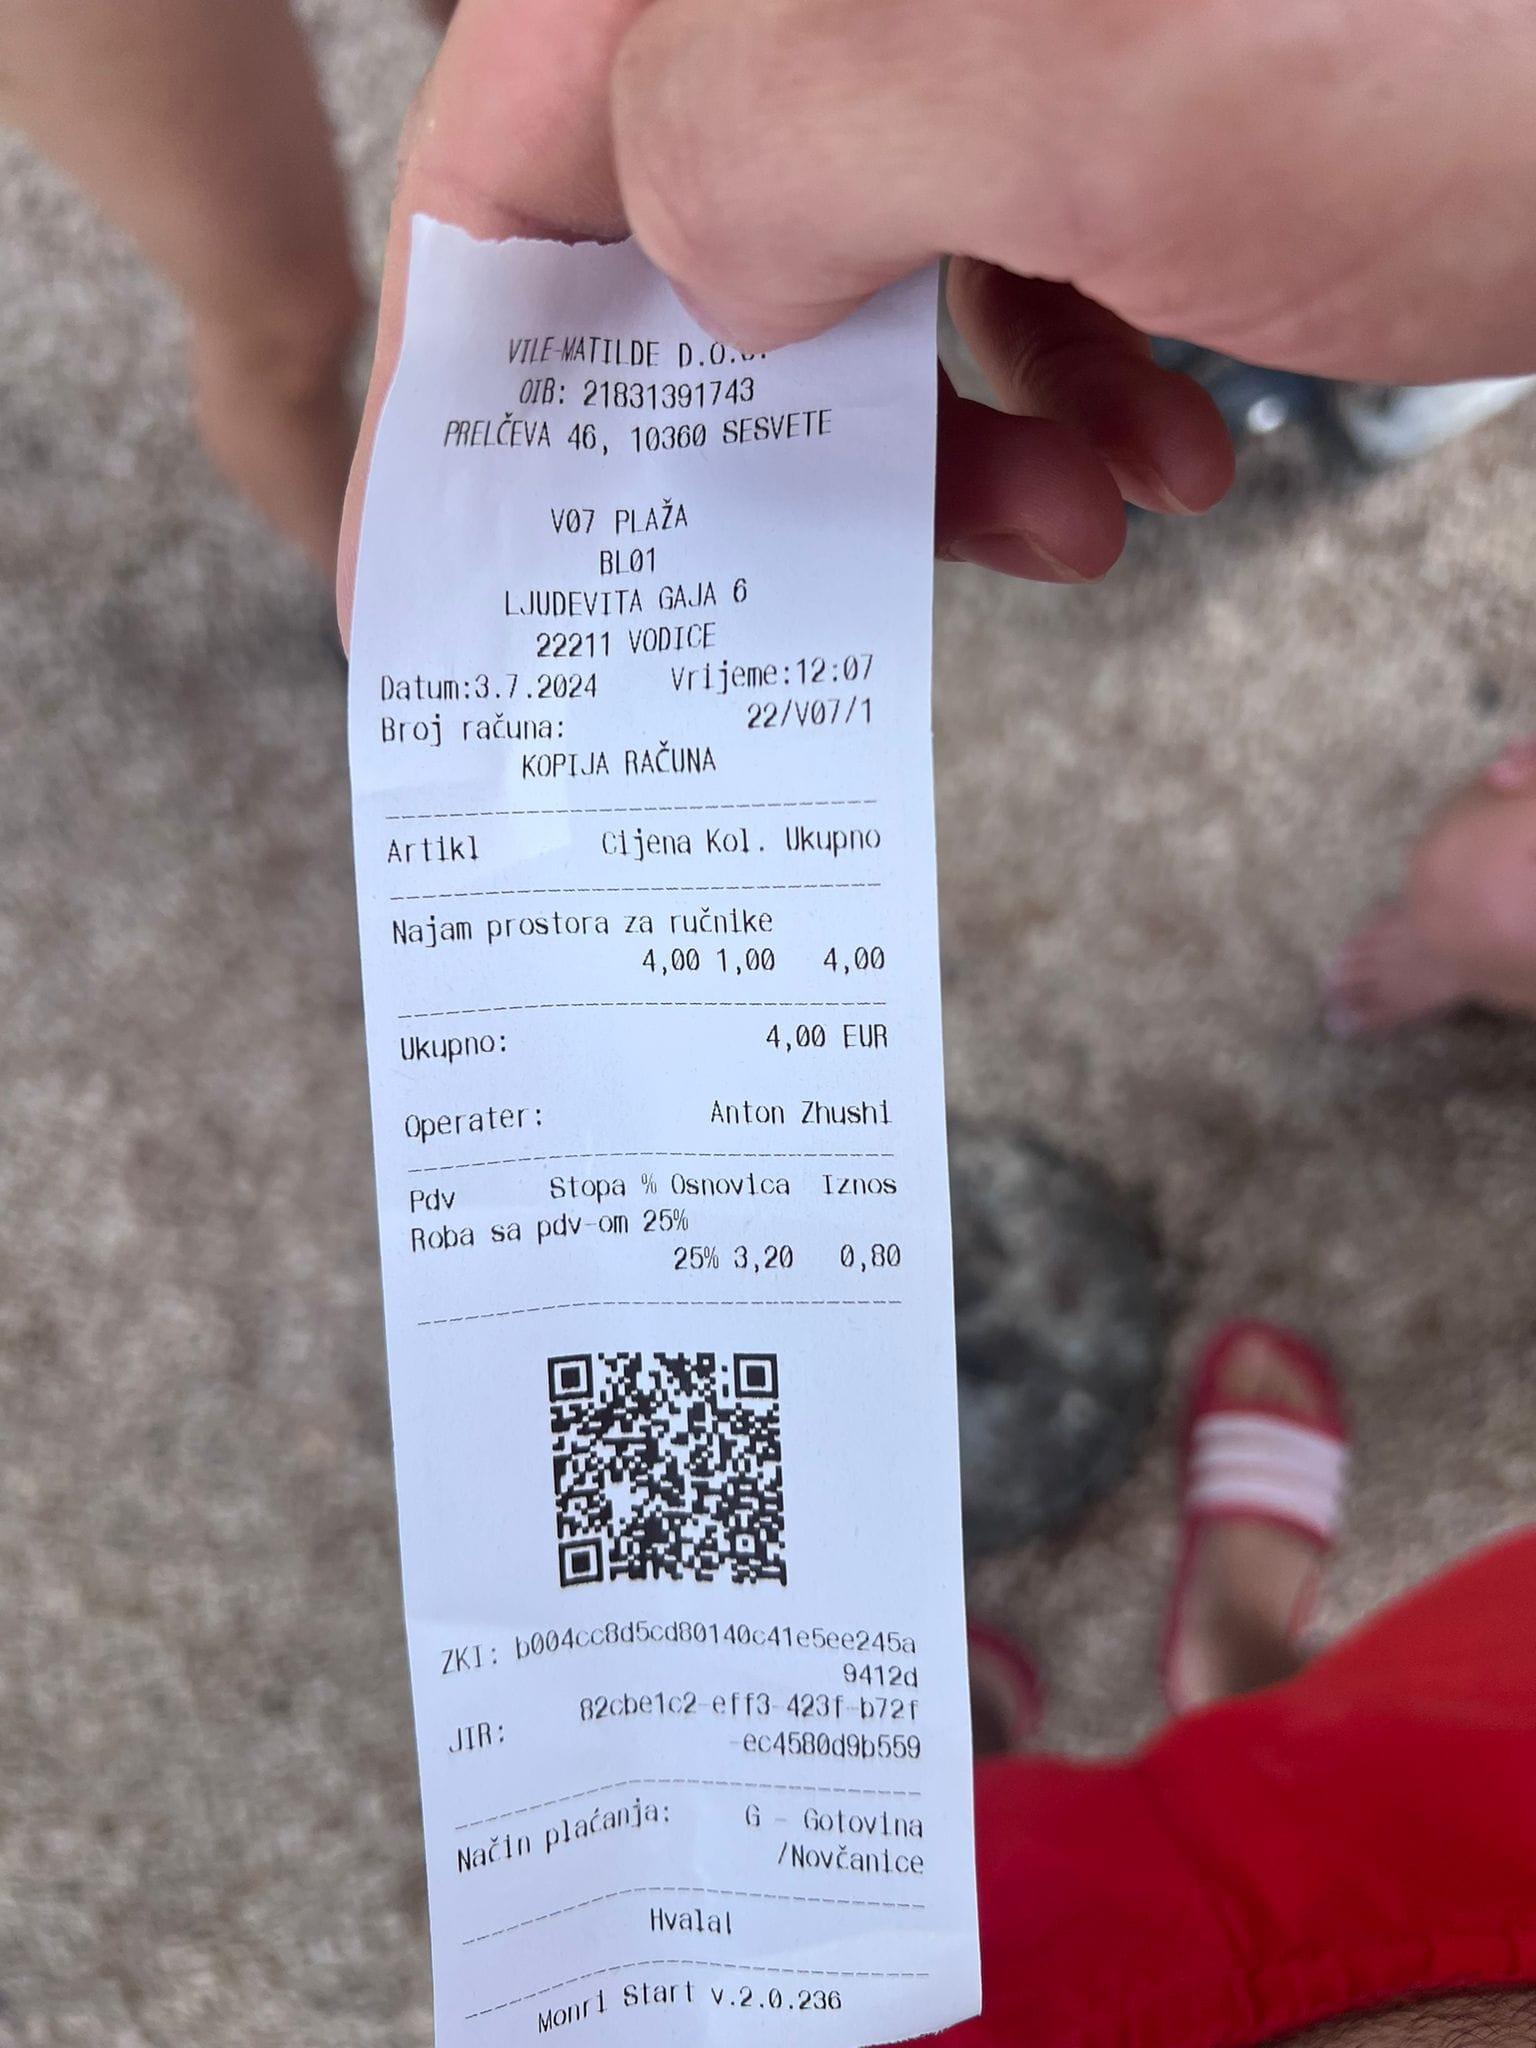 VILE-MATILDE D.O.O.
OIB: 21831391743
PRELČEVA 46, 10360 SESVETE
V07 PLAŽA
BL01
LJUDEVITA GAJA 6
22211 VODICE
Datum:3.7.2024 Vrijeme:12:07
Broj računa: 22/V07/1
KOPIJA RAČUNA
Artikl Cijena Kol. Ukupno
Najam prostora za ručnike
4,00 1,00 4,00
Ukupno: 4,00 EUR
Operater: Anton Zhushi
Pdv Stopa % Osnovica Iznos
Roba sa pdv-om 25%
25% 3,20 0,80
ZKI: b004cc8d5cd80140c41e5ee245a
9412d
JIR: 82cbe1c2-eff3-423f-b72f
-ec4580d9b559
Način plaćanja: G - Gotovina
/Novčanice
Hvala!
Monri Start v.2.0.236